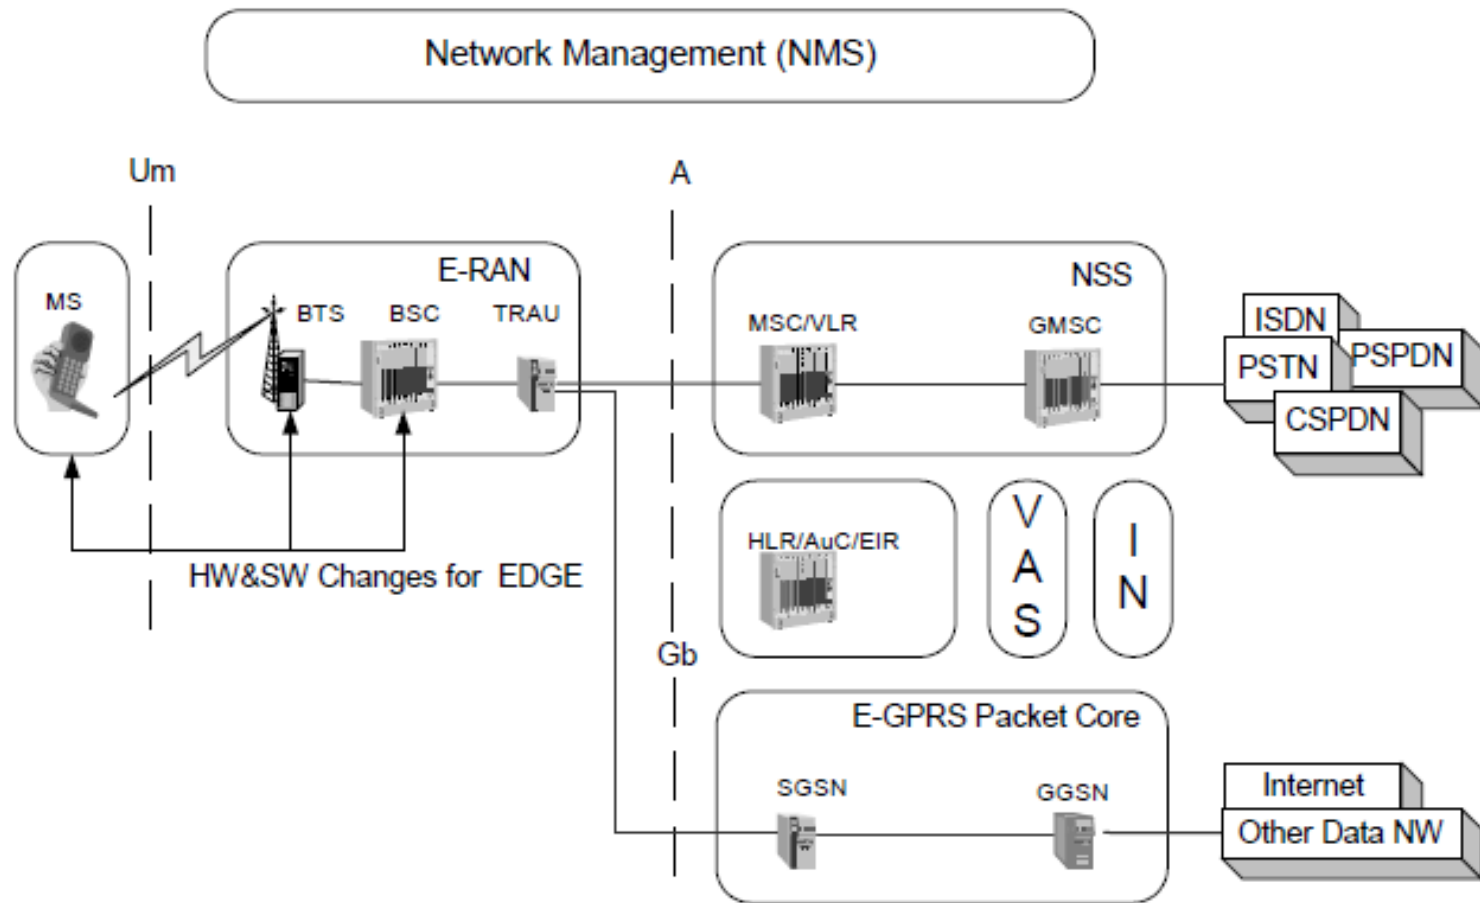 Network Management (NMS)
Um
A
E-RAN
NSS
MS
BTS
BSC
TRAU
MSC/VLR
GMSC
ISDN
PSTN
PSPDN
CSPDN
HW&SW Changes for EDGE
HLR/AuC/EIR
V
A
S
I
N
Gb
E-GPRS Packet Core
SGSN
GGSN
Internet
Other Data NW